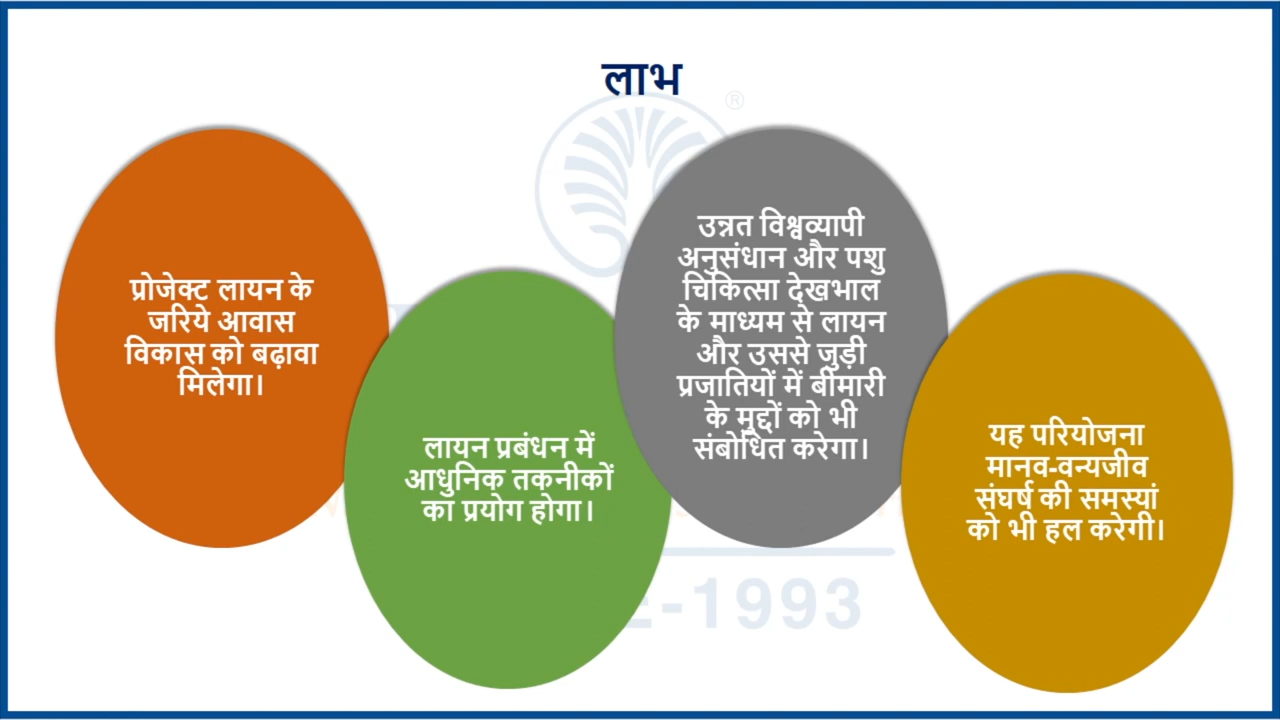 लाभ
®
प्रोजेक्ट लायन के
जरिये आवास
विकास को बढ़ावा
मिलेगा।
लायन प्रबंधन में
आधुनिक तकनीकों
का प्रयोग होगा।
उन्नत विश्वव्यापी
अनुसंधान और पशु
चिकित्सा देखभाल
के माध्यम से लायन
और उससे जुड़ी
प्रजातियों में बीमारी
के मुद्दों को भी
संबोधित करेगा।
यह परियोजना
मानव-वन्यजीव
संघर्ष की समस्यां
को भी हल करेगी।
-1993